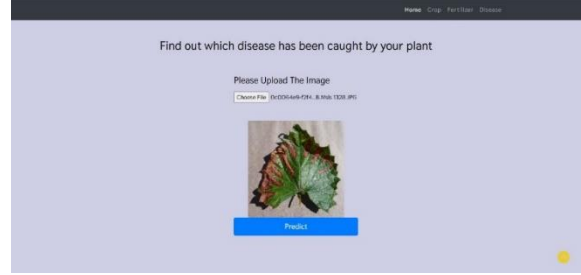 Home Crop Fertilizer Disease
Find out which disease has been caught by your plant
Please Upload The Image
Choose File
Predict